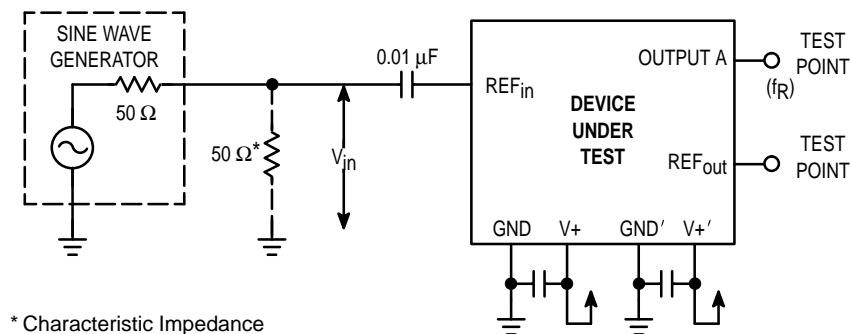 SINE WAVE
GENERATOR
50 Ω
50 Ω*
Vin
0.01 μF
REFin
DEVICE
UNDER
TEST
OUTPUT A
(fR)
TEST
POINT
REFout
TEST
POINT
GND
V+
GND′
V+′
* Characteristic Impedance